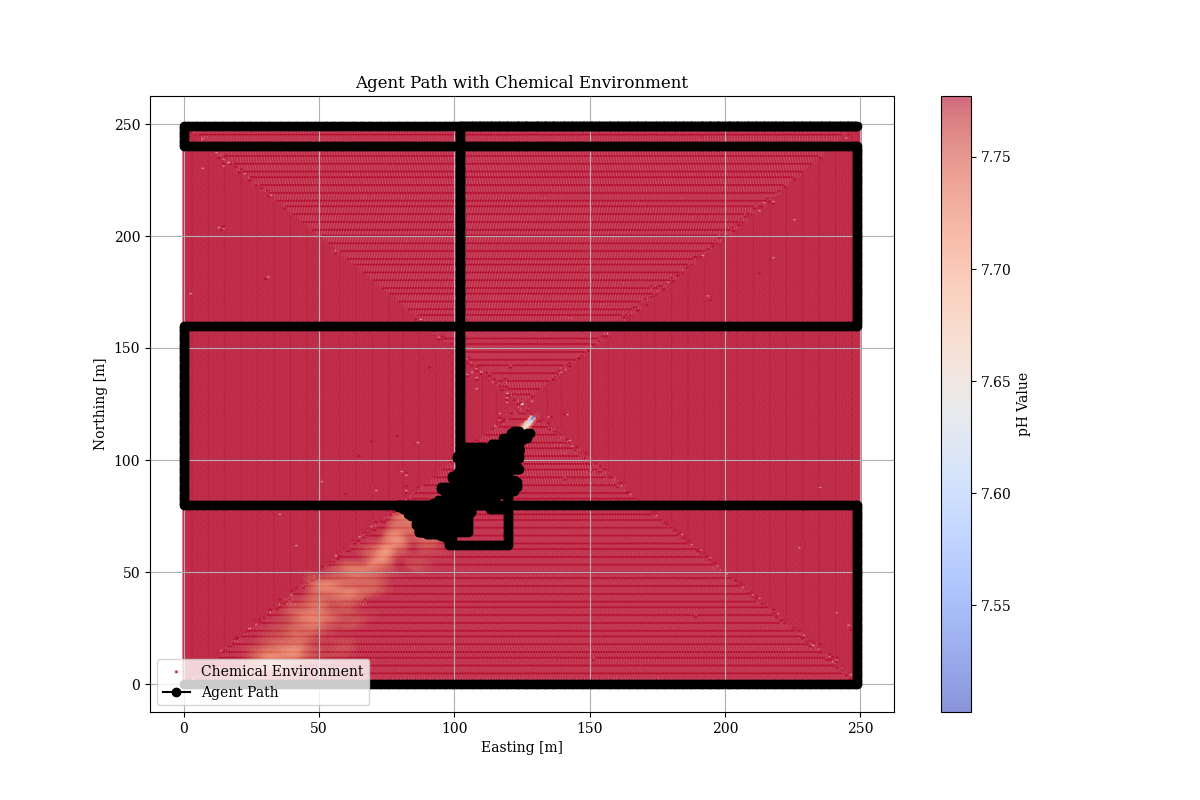 Agent Path with Chemical Environment
250
200
150
100
50
0
Northing [m]
0 50 100 150 200 250
Easting [m]
Chemical Environment
Agent Path
7.75
7.70
7.65
7.60
7.55
pH Value